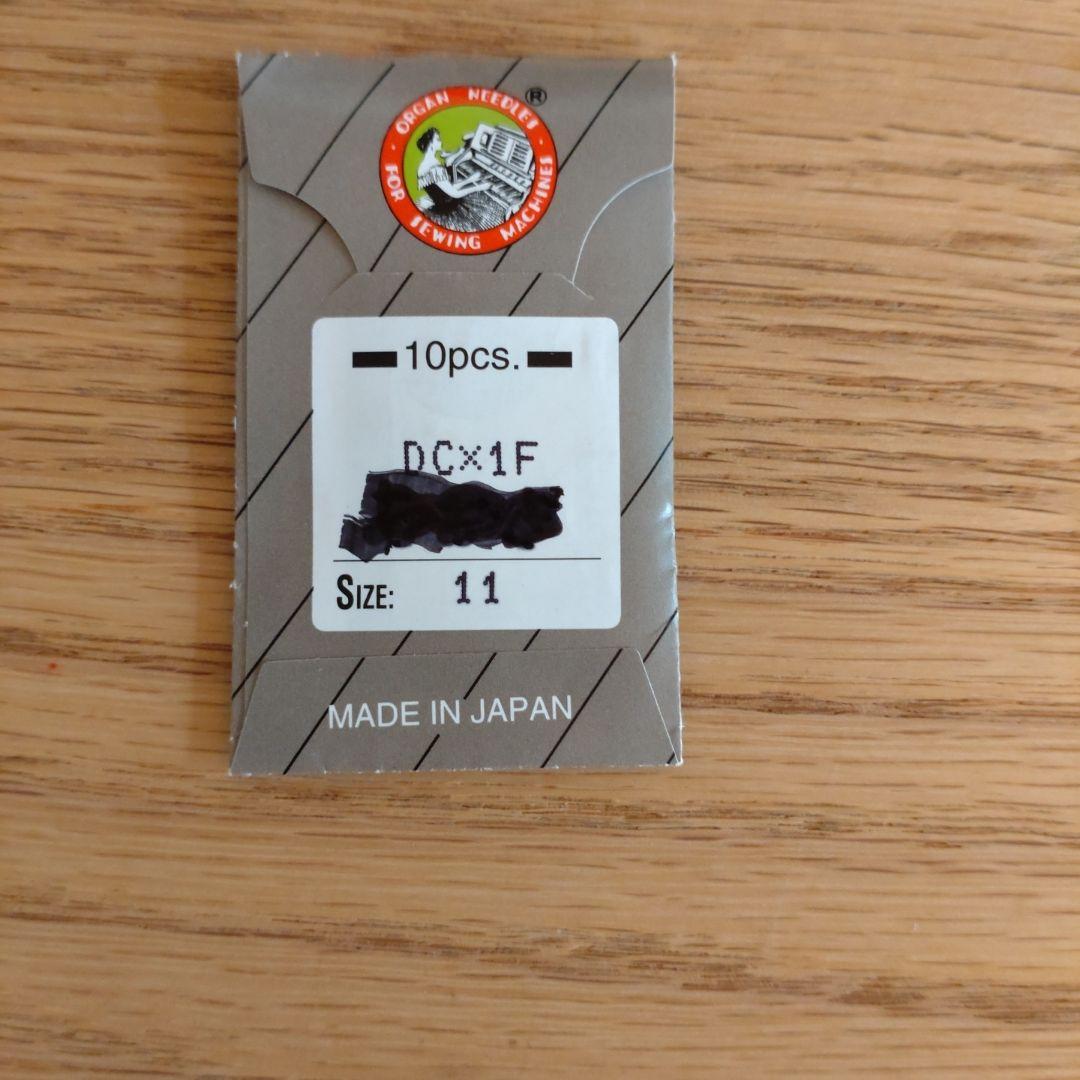 ORGAN NEEDLES · FOR SEWING MACHINES ·
®
10pcs.
DC×1F
SIZE: 11
MADE IN JAPAN